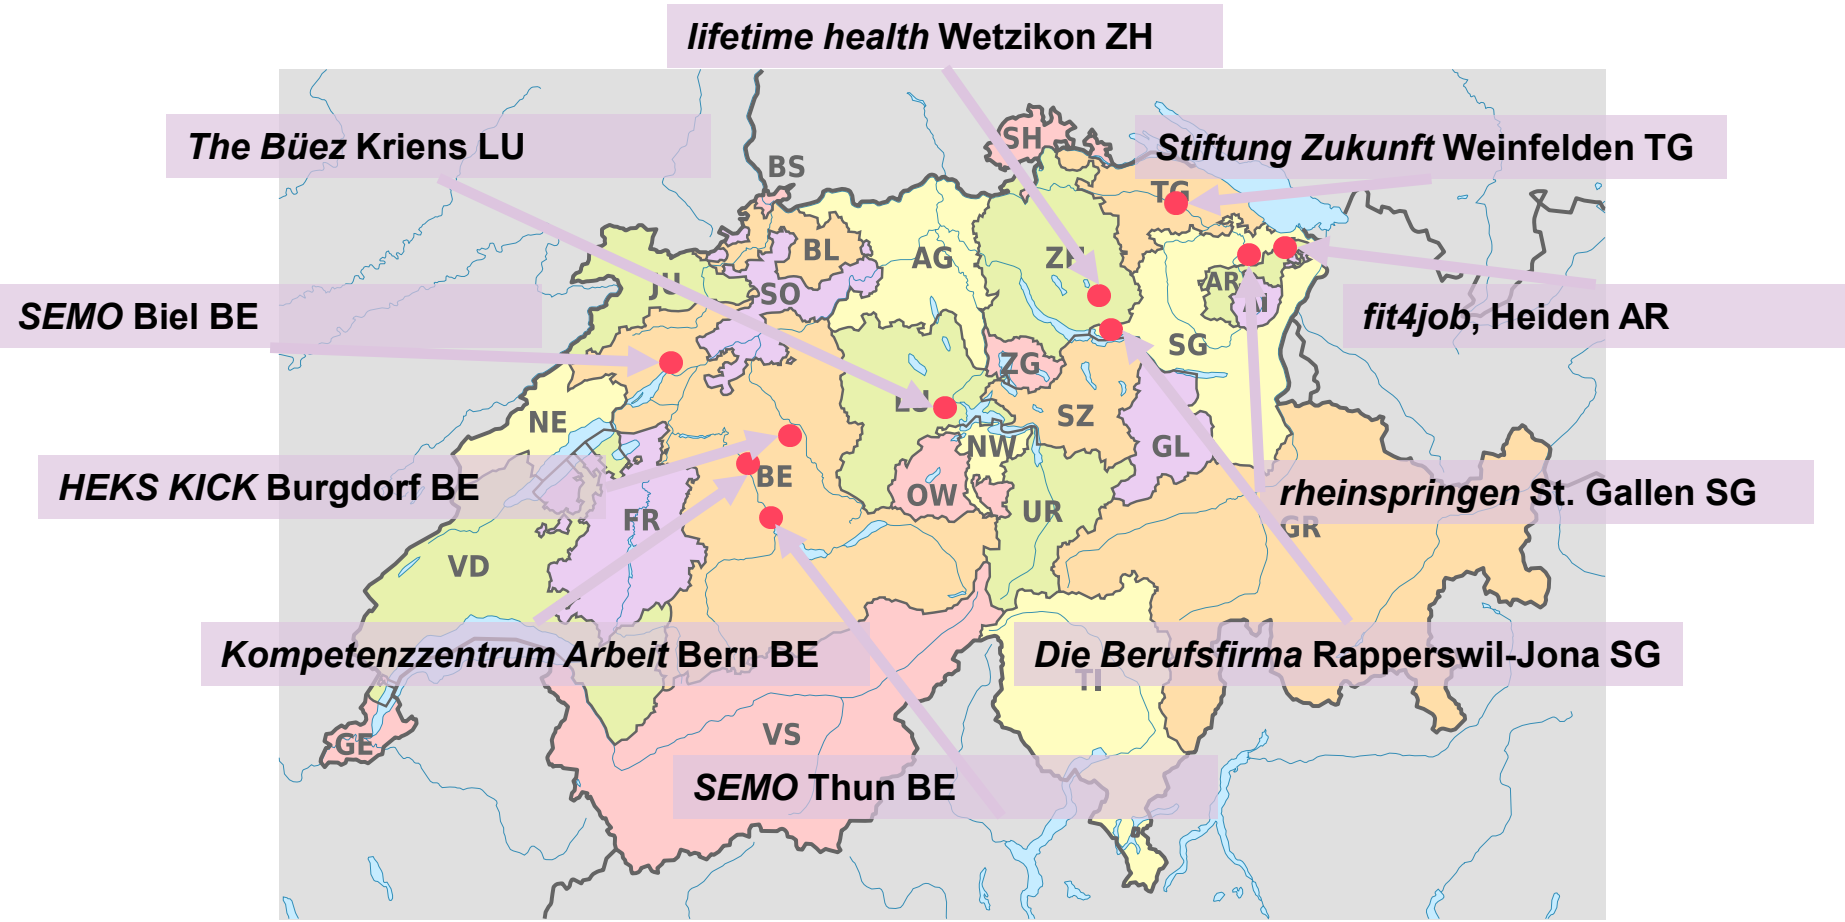 lifetime health Wetzikon ZH
The Büez Kriens LU
SH
Stiftung Zukunft Weinfelden TG
BS
TG
BL
AG
ZH
JU
SO
AR
AI
SEMO Biel BE
fit4job, Heiden AR
SG
ZG
LU
NE
SZ
NW
GL
BE
HEKS KICK Burgdorf BE
OW
rheinspringen St. Gallen SG
FR
UR
GR
VD
Kompetenzzentrum Arbeit Bern BE
Die Berufsfirma Rapperswil-Jona SG
TI
GE
VS
SEMO Thun BE